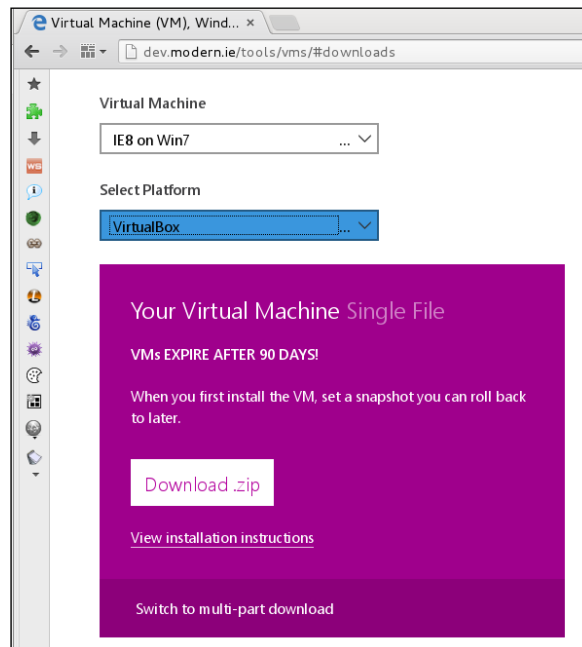 Virtual Machine (VM), Wind... ×
dev.modern.ie/tools/vms/#downloads
Virtual Machine
IE8 on Win7 ...
Select Platform
VirtualBox ...
WS
Your Virtual Machine Single File
VMs EXPIRE AFTER 90 DAYS!
When you first install the VM, set a snapshot you can roll back
to later.
Download .zip
View installation instructions
Switch to multi-part download